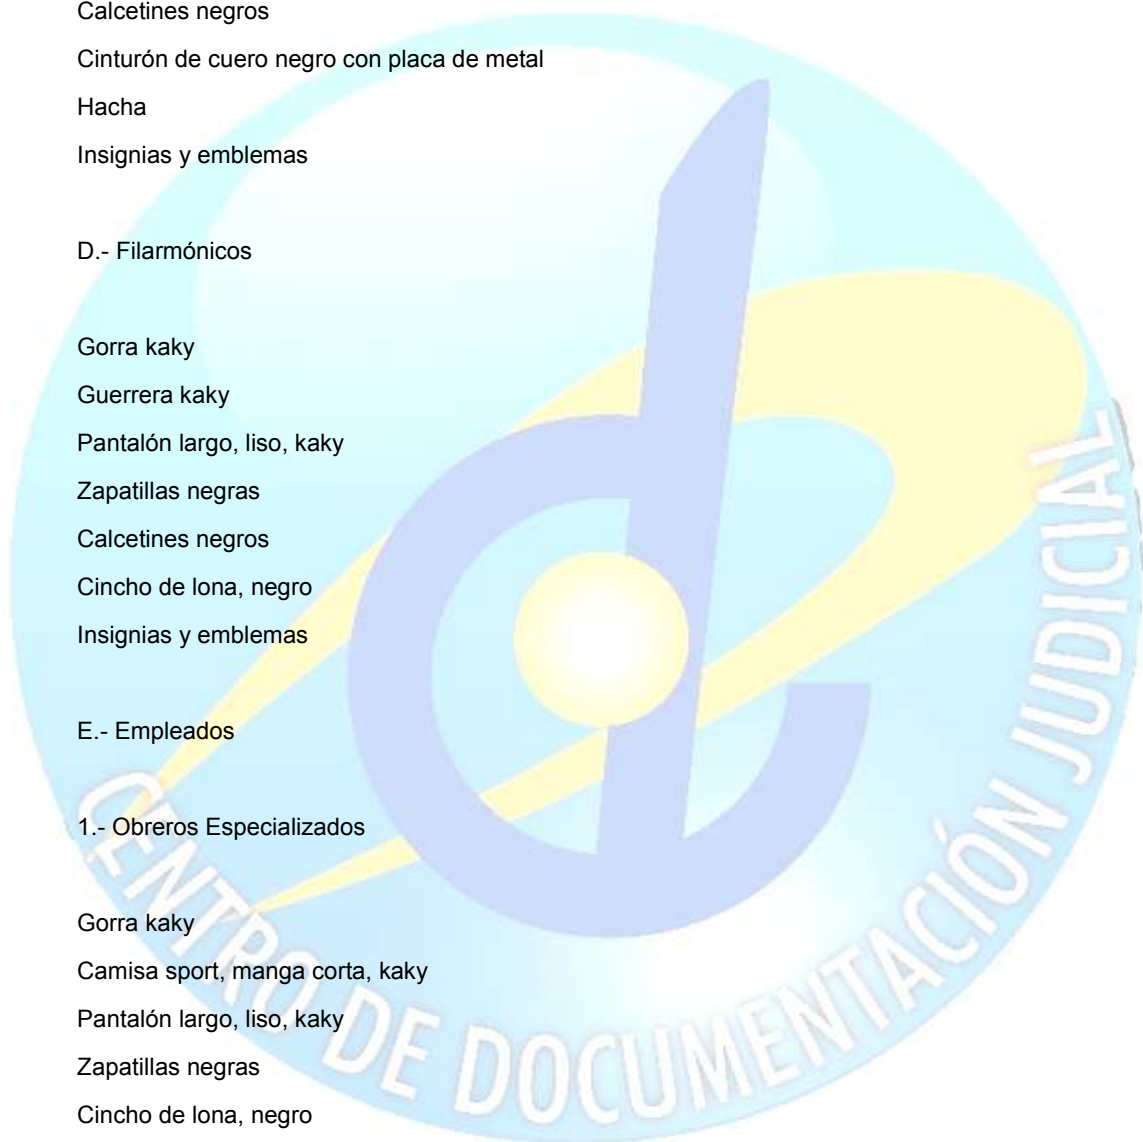 Calcetines negros
Cinturón de cuero negro con placa de metal
Hacha
Insignias y emblemas
D.- Filarmónicos
Gorra kaky
Guerrera kaky
Pantalón largo, liso, kaky
Zapatillas negras
Calcetines negros
Cincho de lona, negro
Insignias y emblemas
E.- Empleados
1.- Obreros Especializados
Gorra kaky
Camisa sport, manga corta, kaky
Pantalón largo, liso, kaky
Zapatillas negras
Cincho de lona, negro
CENTRO DE DOCUMENTACIÓN JUDICIAL